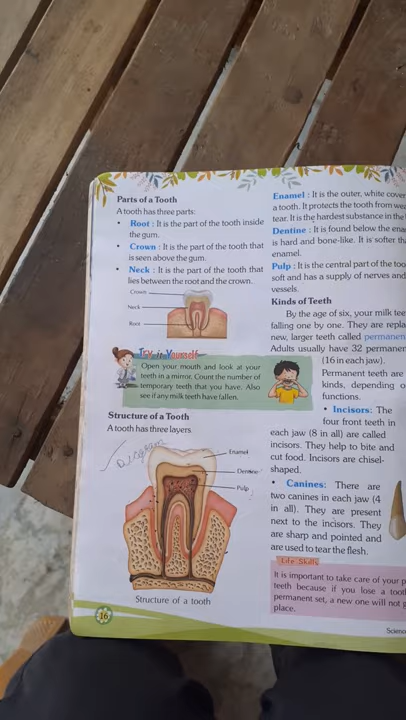 Parts of a Tooth
A tooth has three parts:
• Root : It is the part of the tooth inside
the gum.
• Crown : It is the part of the tooth that
is seen above the gum.
• Neck : It is the part of the tooth that
lies between the root and the crown.
Crown
Neck
Root
Try it Yourself
Open your mouth and look at your
teeth in a mirror. Count the number of
temporary teeth that you have. Also
see if any milk teeth have fallen.
Structure of a Tooth
A tooth has three layers.
Diagram
Enamel
Dentine
Pulp
Structure of a tooth
16
Enamel : It is the outer, white cover
a tooth. It protects the tooth from wea
tear. It is the hardest substance in the
Dentine : It is found below the ena
is hard and bone-like. It is softer th
enamel.
Pulp : It is the central part of the too
soft and has a supply of nerves and
vessels.
Kinds of Teeth
By the age of six, your milk tee
falling one by one. They are repla
new, larger teeth called permanen
Adults usually have 32 permanen
(16 in each jaw).
Permanent teeth are
kinds, depending o
functions.
• Incisors: The
four front teeth in
each jaw (8 in all) are called
incisors. They help to bite and
cut food. Incisors are chisel-
shaped.
• Canines: There are
two canines in each jaw (4
in all). They are present
next to the incisors. They
are sharp and pointed and
are used to tear the flesh.
Life Skills
It is important to take care of your p
teeth because if you lose a toot
permanent set, a new one will not g
place.
Science